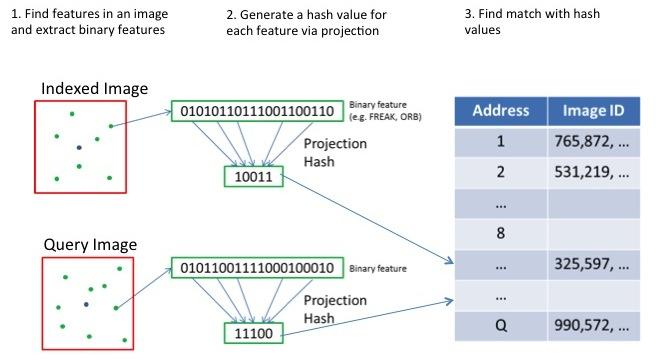 1. Find features in an image
and extract binary features
2. Generate a hash value for
each feature via projection
3. Find match with hash
values
Indexed Image
01010110111001100110
Binary feature
(e.g. FREAK, ORB)
Projection
Hash
10011
Query Image
01011001111000100010
Binary feature
Projection
Hash
11100
Address Image ID
1 765,872, ...
2 531,219, ...
...
8
... 325,597, ...
...
Q 990,572, ...